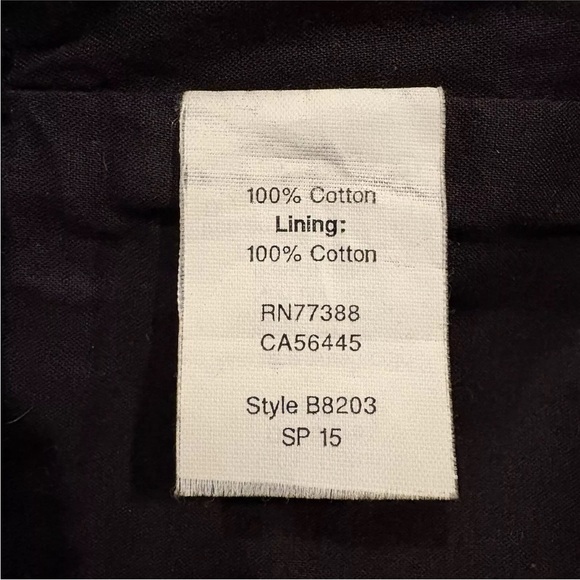 100% Cotton
Lining:
100% Cotton
RN77388
CA56445
Style B8203
SP 15